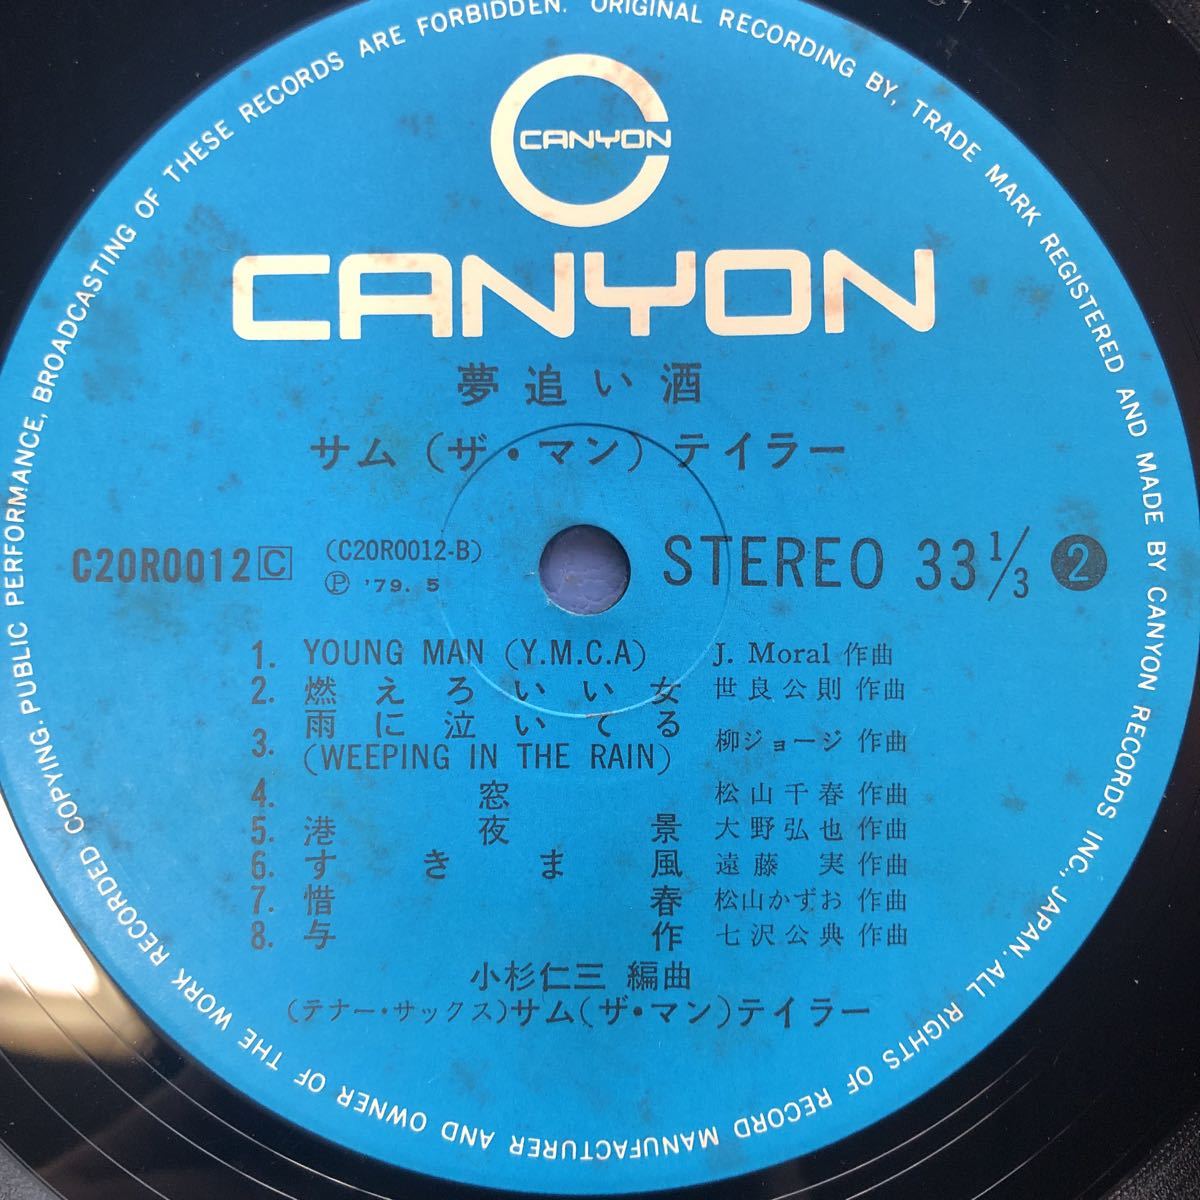 CANYON
CANYON
夢追い酒
サム(ザ・マン)テイラー
C20R0012 C
(C20R0012-B)
Ⓟ '79. 5
STEREO 33 1/3 2
1. YOUNG MAN (Y.M.C.A) J. Moral 作曲
2. 燃えろいい女 世良公則 作曲
3. 雨に泣いてる
(WEEPING IN THE RAIN) 柳ジョージ 作曲
4. 窓 松山千春 作曲
5. 港夜景 大野弘也 作曲
6. すきま風 遠藤 実 作曲
7. 惜春 松山かずお 作曲
8. 与作 七沢公典 作曲
小杉仁三 編曲
(テナー・サックス)サム(ザ・マン)テイラー
ORIGINAL RECORDING BY, TRADE MARK REGISTERED AND MADE BY CANYON RECORDS INC., JAPAN. ALL RIGHTS OF RECORD MANUFACTURER AND OWNER OF THE WORK RECORDED COPYING. PUBLIC PERFORMANCE, BROADCASTING OF THESE RECORDS ARE FORBIDDEN.